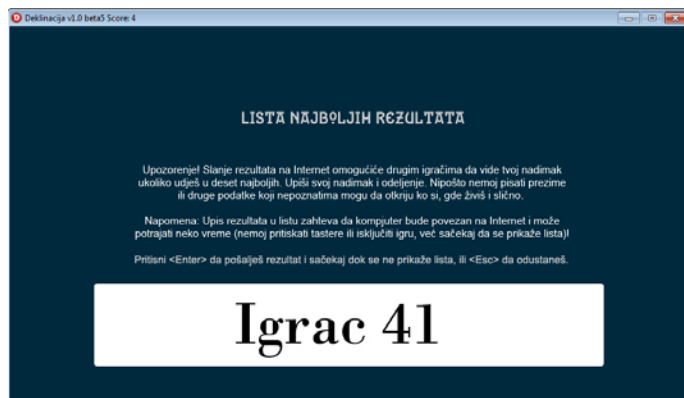 Deklinacija v1.0 beta5 Score: 4
LISTA NAJBOLJIH REZULTATA
Upozorenje! Slanje rezultata na Internet omogućiće drugim igračima da vide tvoj nadimak
ukoliko udješ u deset najboljih. Upiši svoj nadimak i odeljenje. Nipošto nemoj pisati prezime
ili druge podatke koji nepoznatima mogu da otkriju ko si, gde živiš i slično.
Napomena: Upis rezultata u listu zahteva da kompjuter bude povezan na Internet i može
potrajati neko vreme (nemoj pritiskati tastere ili isključiti igru, već sačekaj da se prikaže lista)!
Pritisni <Enter> da pošalješ rezultat i sačekaj dok se ne prikaže lista, ili <Esc> da odustaneš.
Igrac 41